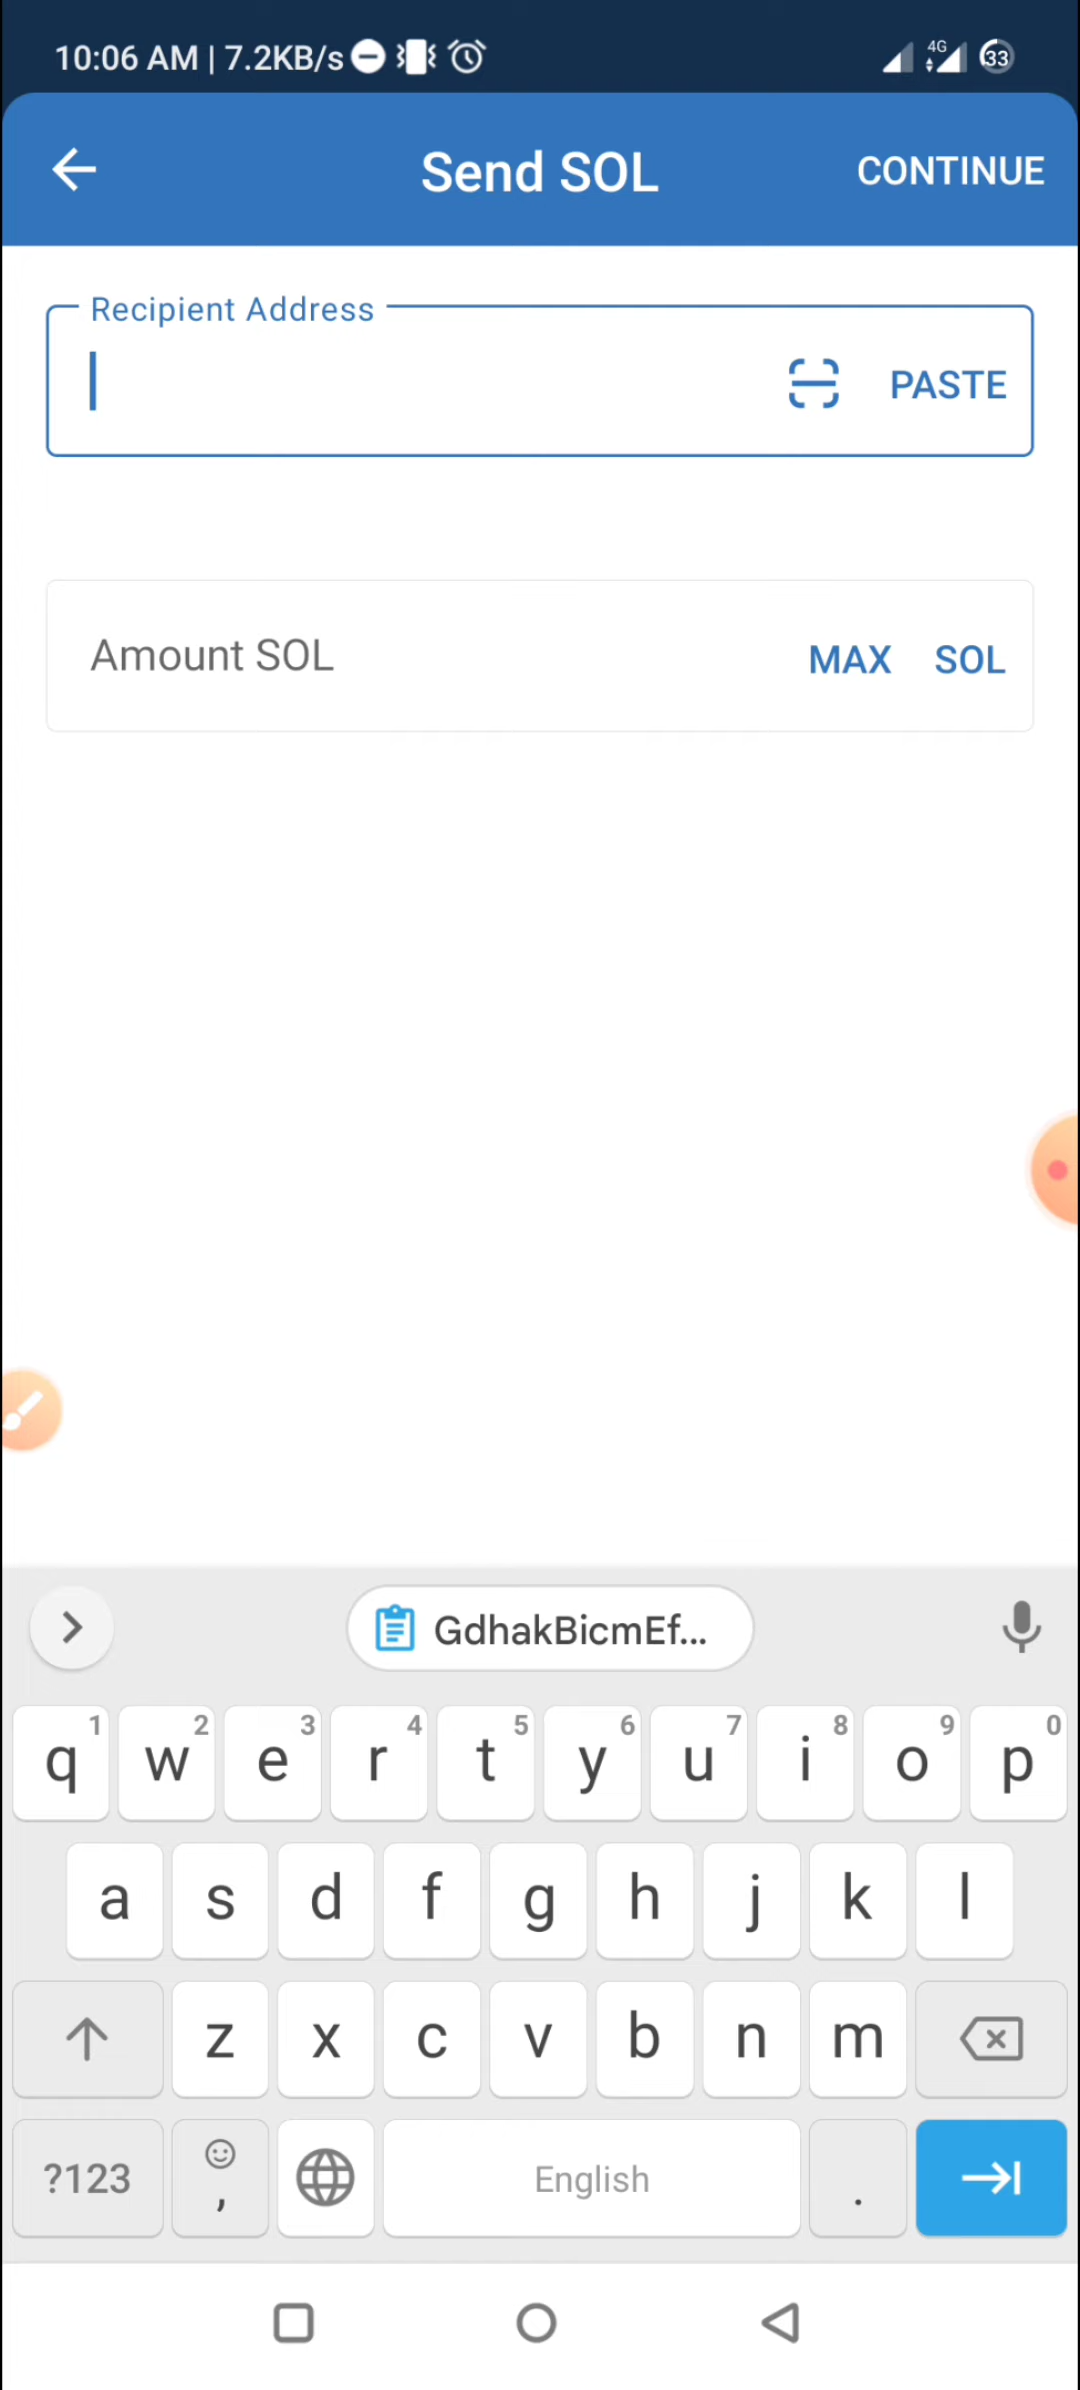 10:06 AM | 7.2KB/s 4G 33
Send SOL CONTINUE
Recipient Address
PASTE
Amount SOL MAX SOL
GdhakBicmEf...
1 2 3 4 5 6 7 8 9 0
q w e r t y u i o p
a s d f g h j k l
z x c v b n m
?123 , English .